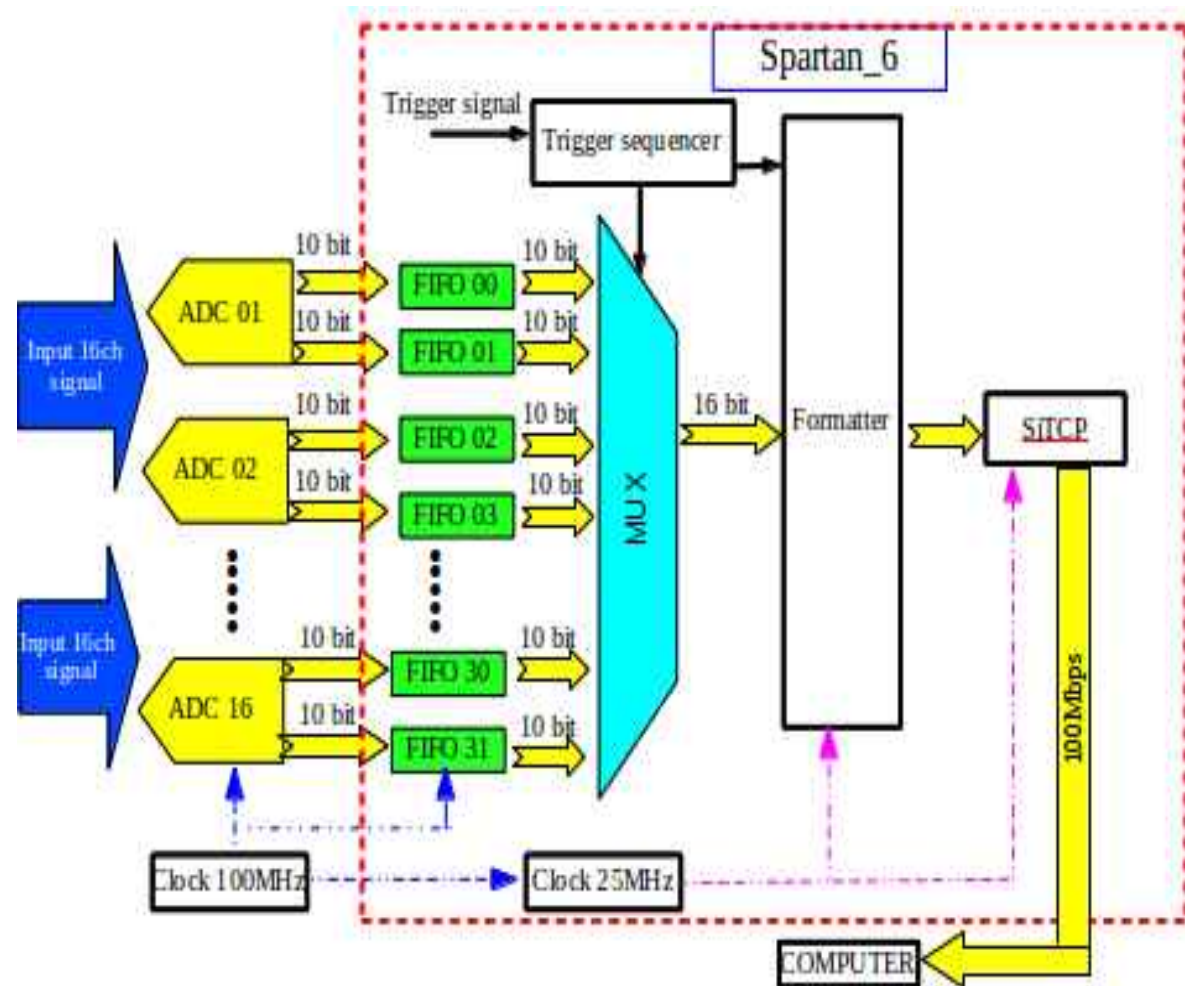 Spartan_6
Trigger signal
Trigger sequencer
10 bit
10 bit
ADC 01
FIFO 00
10 bit
10 bit
FIFO 01
Input 16ch
signal
10 bit
10 bit
ADC 02
FIFO 02
16 bit
Formatter
SiTCP
10 bit
10 bit
FIFO 03
MUX
Input 16ch
signal
10 bit
10 bit
FIFO 30
ADC 16
10 bit
10 bit
FIFO 31
100Mbps
Clock 100MHz
Clock 25MHz
COMPUTER